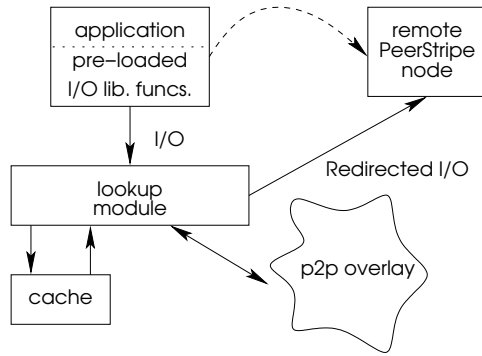 application
pre–loaded
I/O lib. funcs.
remote
PeerStripe
node
I/O
Redirected I/O
lookup
module
p2p overlay
cache